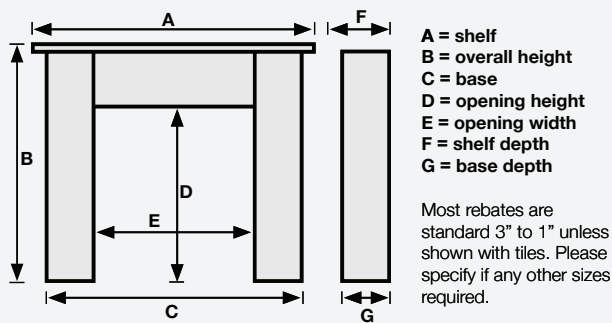 A
F
B
D
E
C
G
A = shelf
B = overall height
C = base
D = opening height
E = opening width
F = shelf depth
G = base depth
Most rebates are
standard 3” to 1” unless
shown with tiles. Please
specify if any other sizes
required.